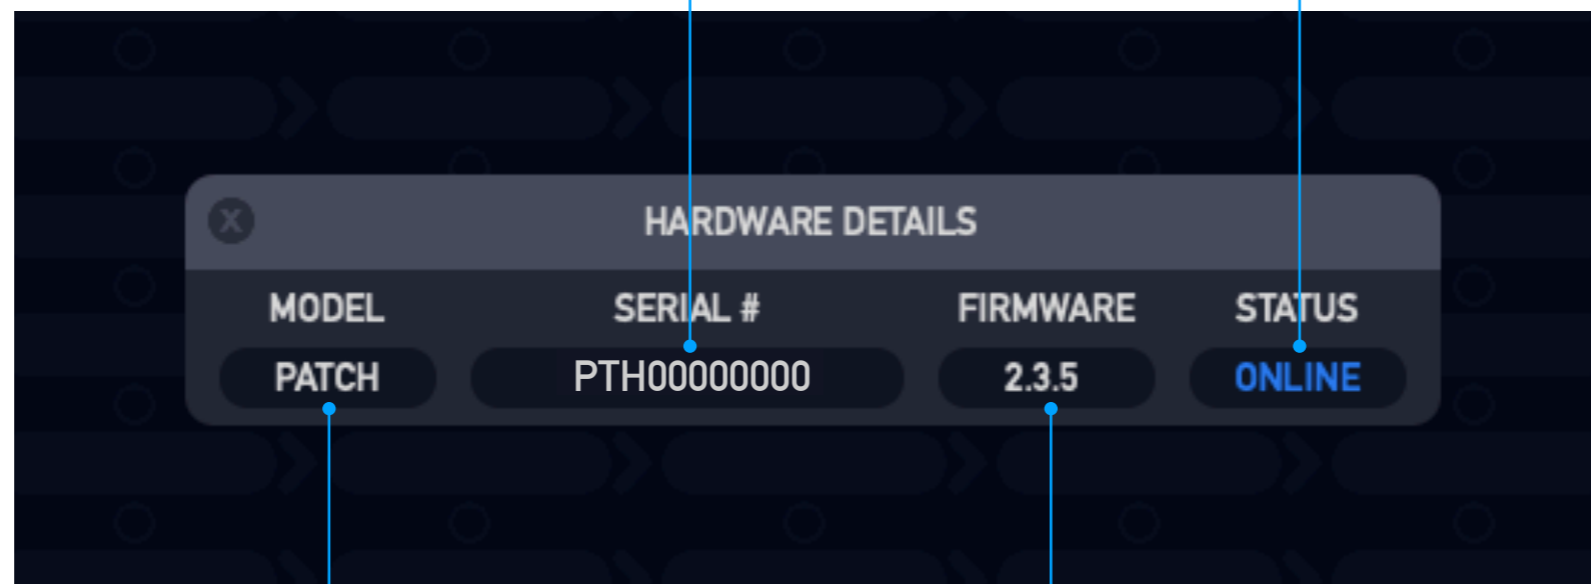 X
HARDWARE DETAILS
MODEL SERIAL # FIRMWARE STATUS
PATCH PTH00000000 2.3.5 ONLINE